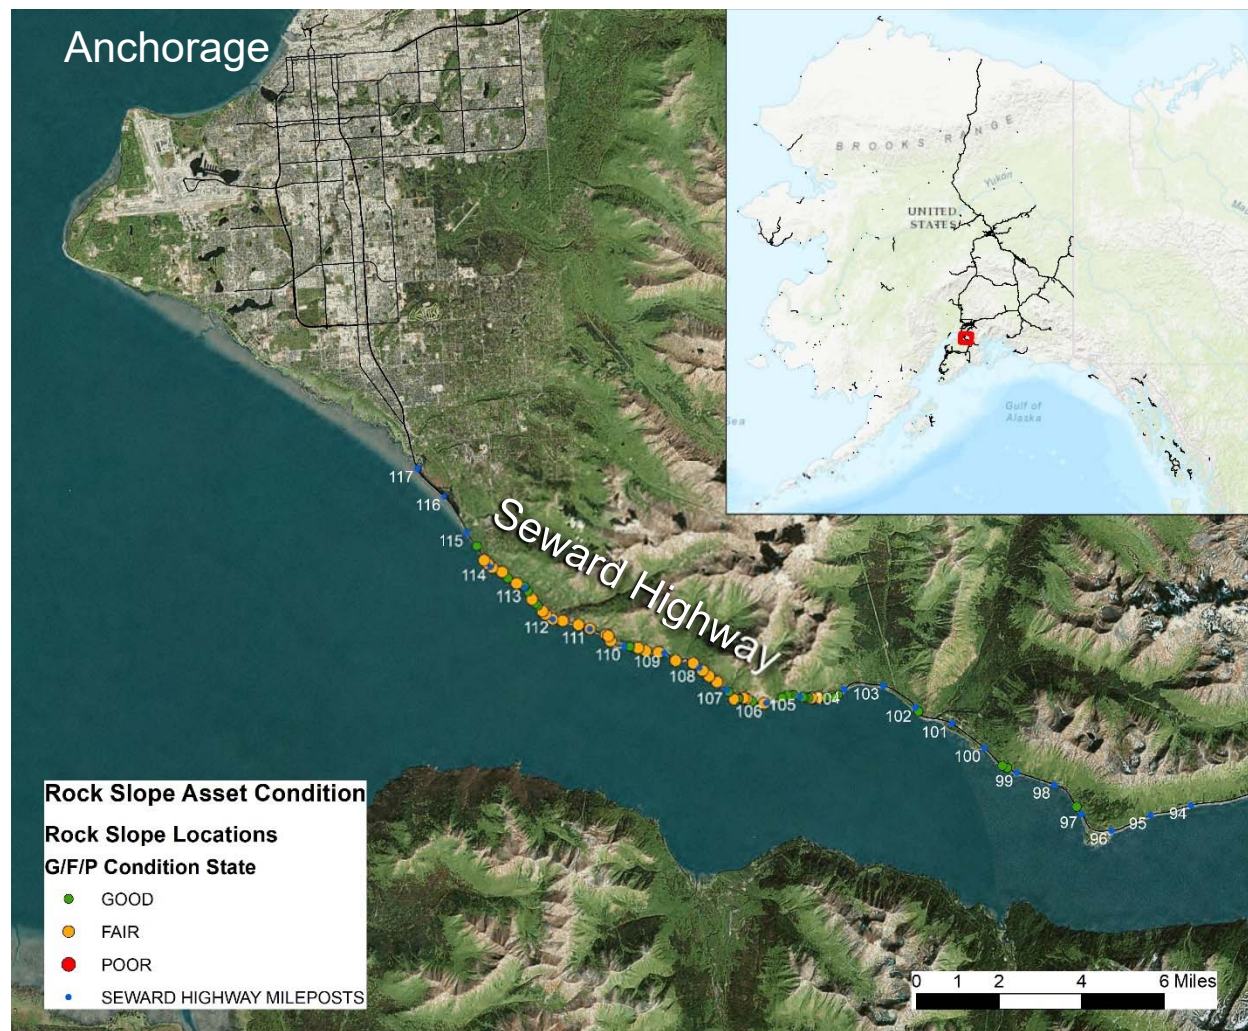 Anchorage
BROOKS RANGE
Yukon
UNITED
STATES
Gulf of
Alaska
Sea
117
116
115
Seward Highway
114
113
112
111
110
109
108
107
106
105
104
103
102
101
100
99
98
97
96
95
94
Rock Slope Asset Condition
Rock Slope Locations
G/F/P Condition State
GOOD
FAIR
POOR
SEWARD HIGHWAY MILEPOSTS
0 1 2 4 6 Miles